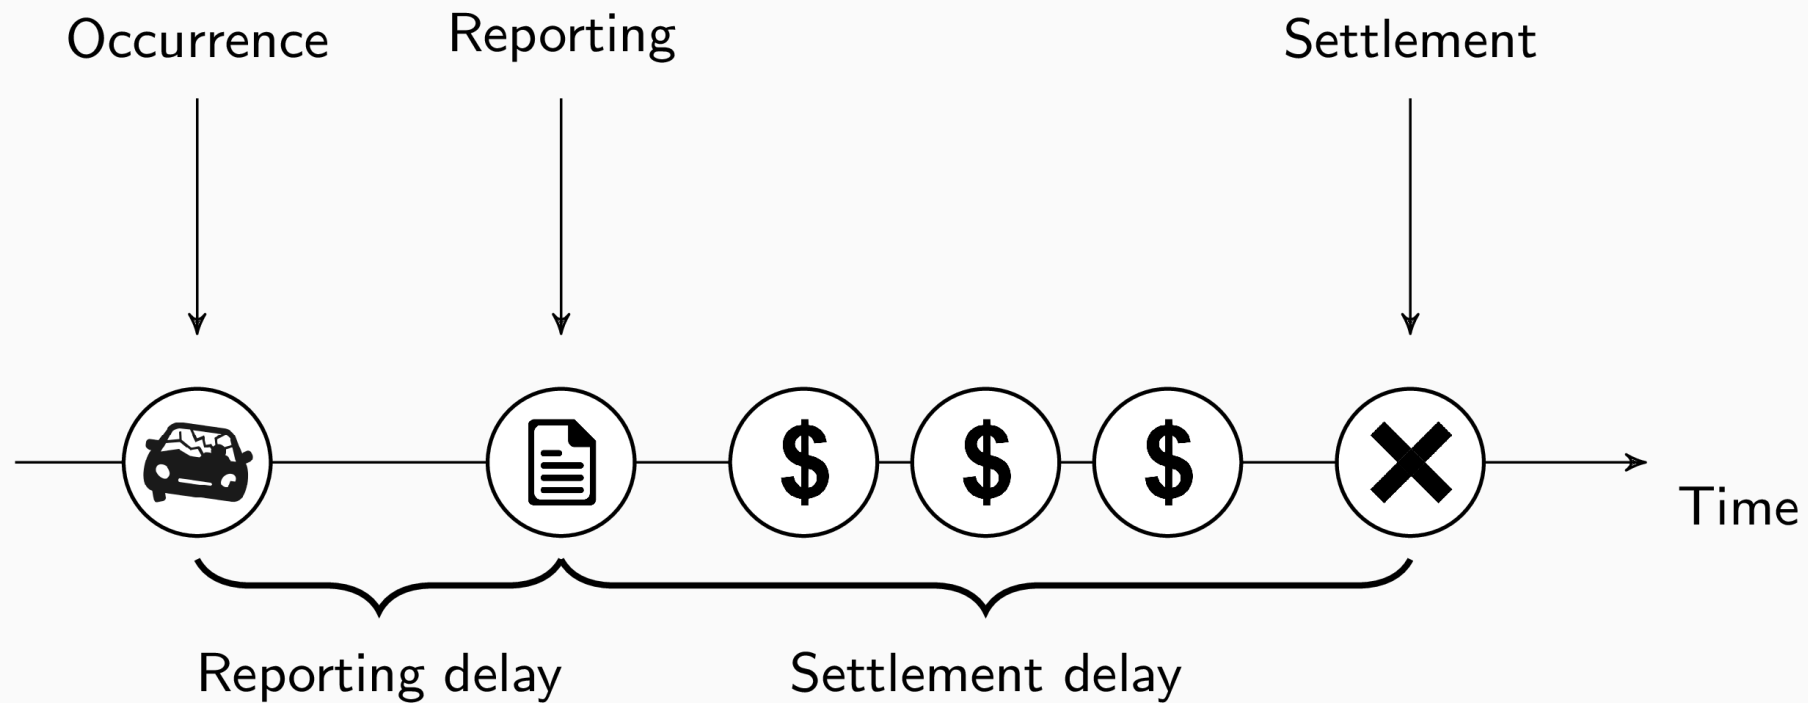 Occurrence
Reporting
Settlement
$
$
$
Time
Reporting delay
Settlement delay